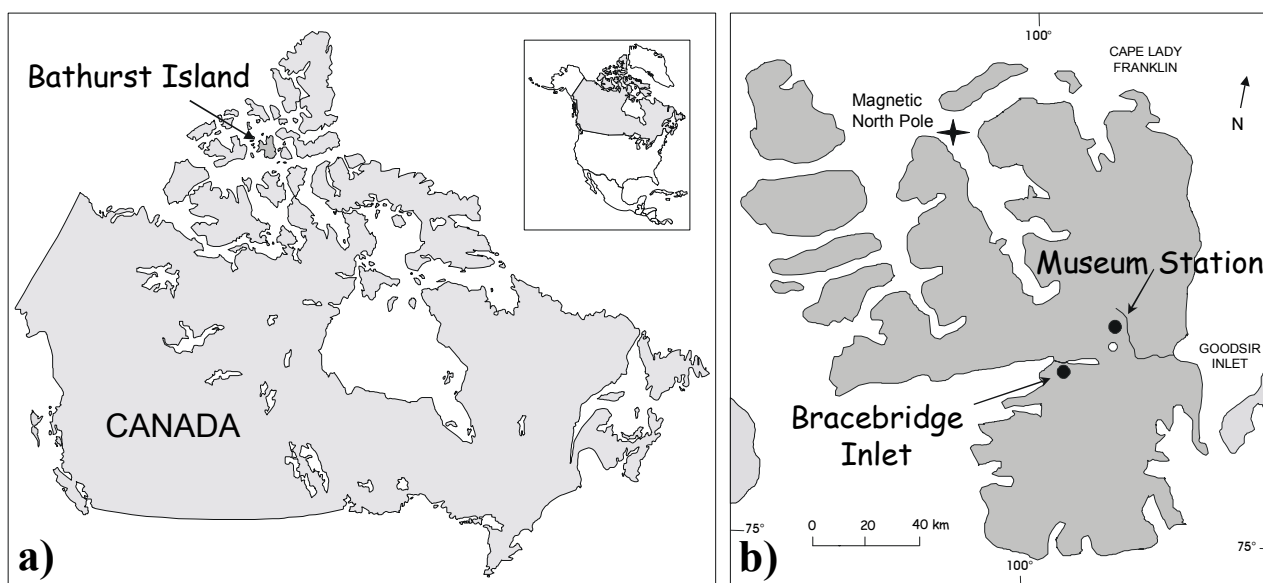 Bathurst Island
CANADA
a)
100°
CAPE LADY
FRANKLIN
Magnetic
North Pole
N
Museum Station
GOODSIR
INLET
Bracebridge
Inlet
75°
0 20 40 km
75°
b)
100°